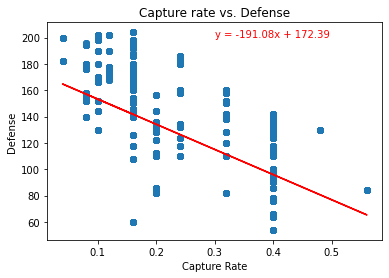 Capture rate vs. Defense
y = -191.08x + 172.39
200
180
160
140
120
100
80
60
Defense
0.1 0.2 0.3 0.4 0.5
Capture Rate